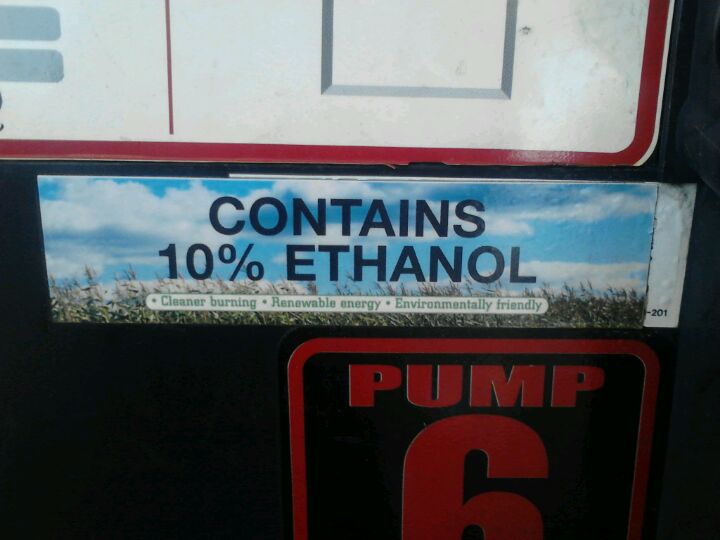 CONTAINS
10% ETHANOL
• Cleaner burning • Renewable energy • Environmentally friendly
-201
PUMP
6